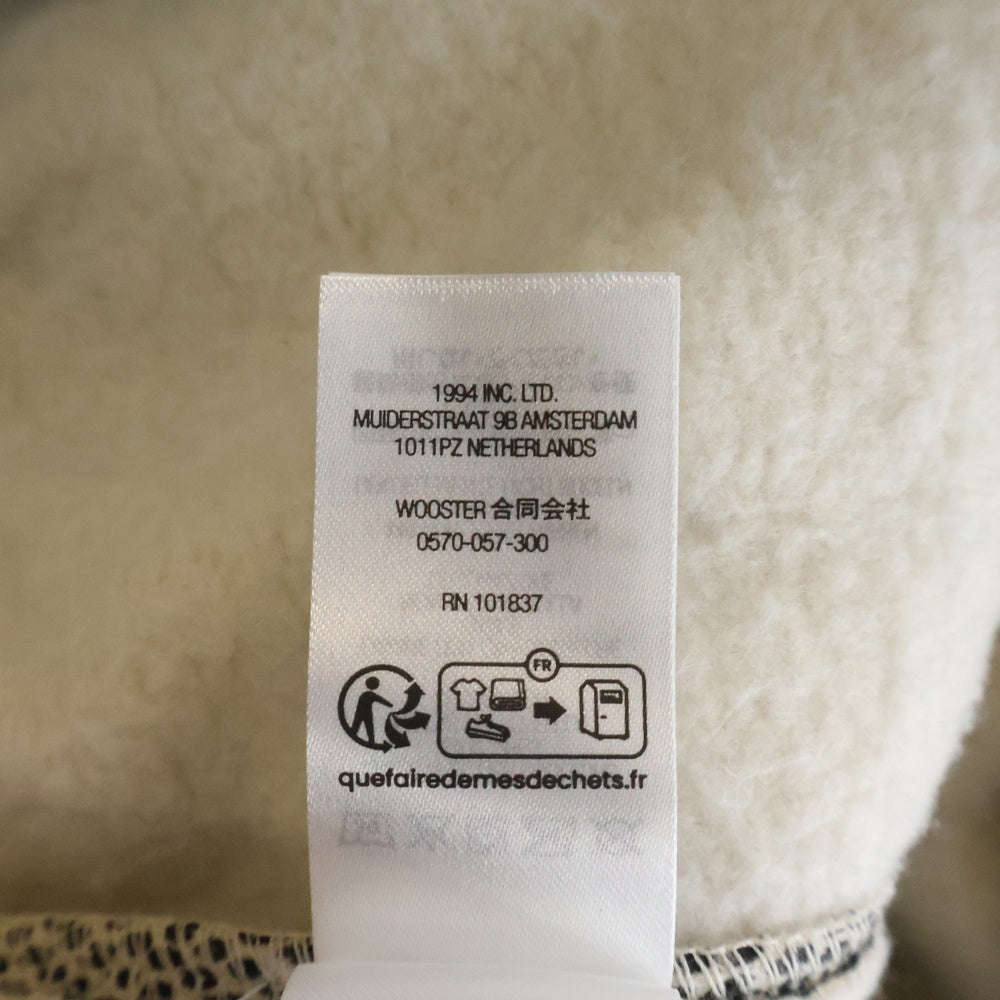 1994 INC. LTD.
MUIDERSTRAAT 9B AMSTERDAM
1011PZ NETHERLANDS
WOOSTER 合同会社
0570-057-300
RN 101837
FR
quefairedemesdechets.fr